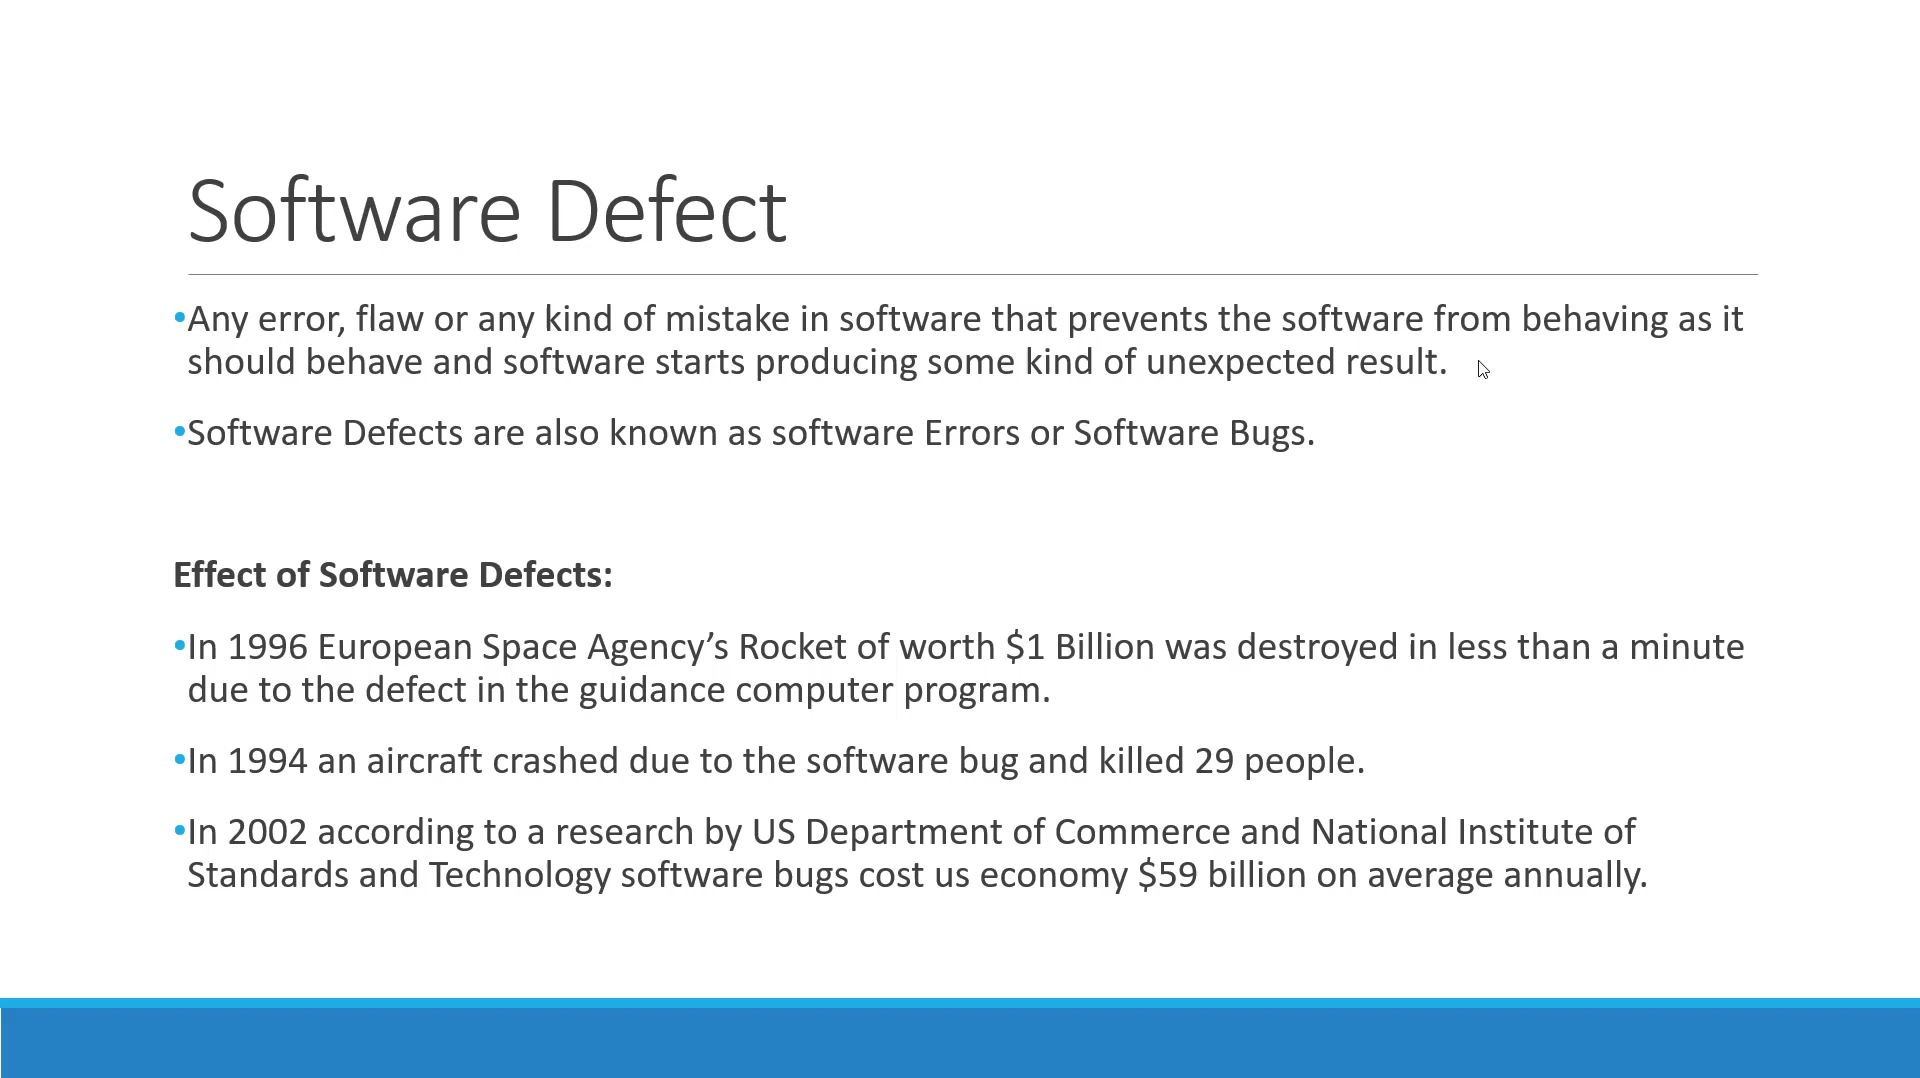 Software Defect
•Any error, flaw or any kind of mistake in software that prevents the software from behaving as it
should behave and software starts producing some kind of unexpected result.
•Software Defects are also known as software Errors or Software Bugs.
Effect of Software Defects:
•In 1996 European Space Agency’s Rocket of worth $1 Billion was destroyed in less than a minute
due to the defect in the guidance computer program.
•In 1994 an aircraft crashed due to the software bug and killed 29 people.
•In 2002 according to a research by US Department of Commerce and National Institute of
Standards and Technology software bugs cost us economy $59 billion on average annually.